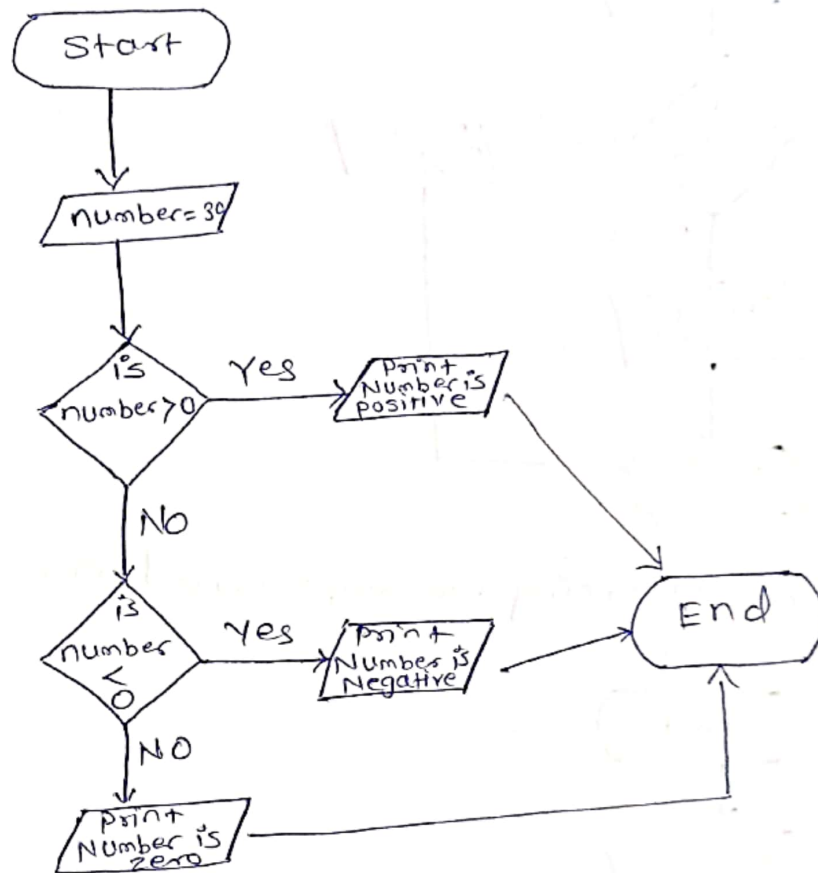 Start
number=30
is
number>0
Yes
Print
Number is
positive
NO
is
number
<
0
Yes
Print
Number is
Negative
End
NO
Print
Number is
zero